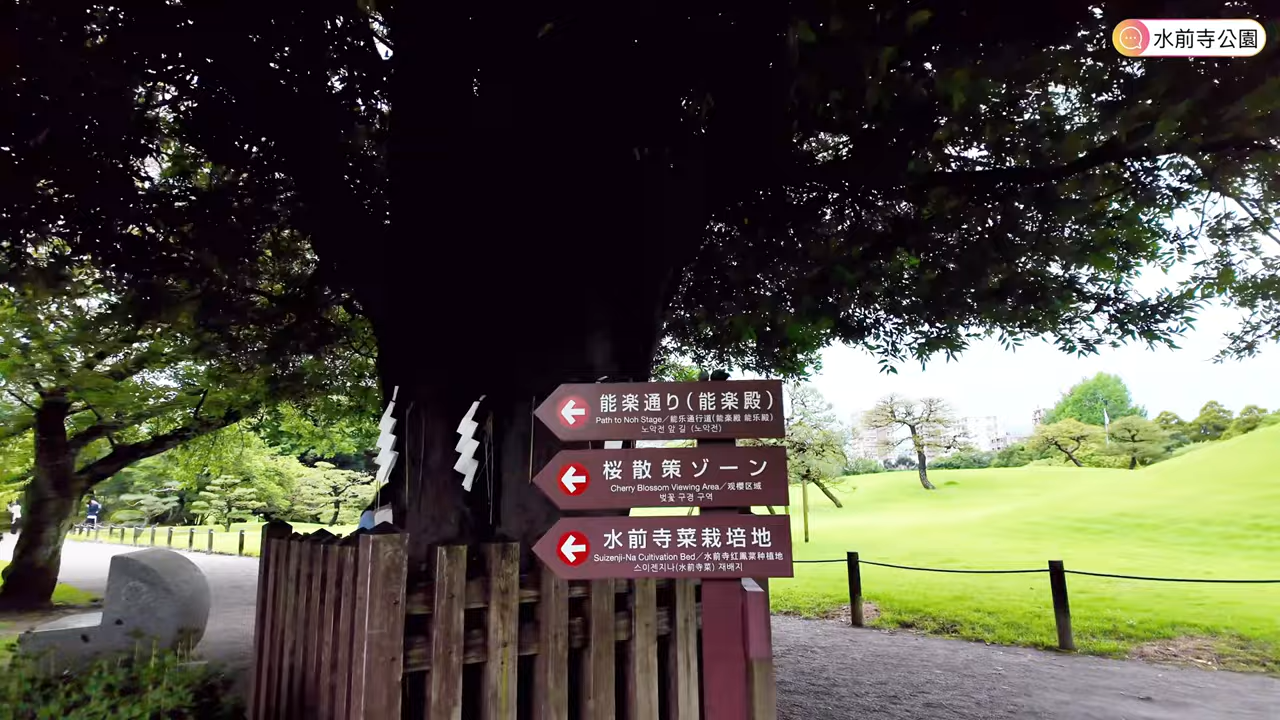 水前寺公園
能楽通り(能楽殿)
Path to Noh Stage／能乐通行道(能楽殿 能乐殿)
노악전 앞 길 (노악전)
桜散策ゾーン
Cherry Blossom Viewing Area／观樱区域
벚꽃 구경 구역
水前寺菜栽培地
Suizenji-Na Cultivation Bed／水前寺红鳳菜种植地
스이젠지나(水前寺菜) 재배지